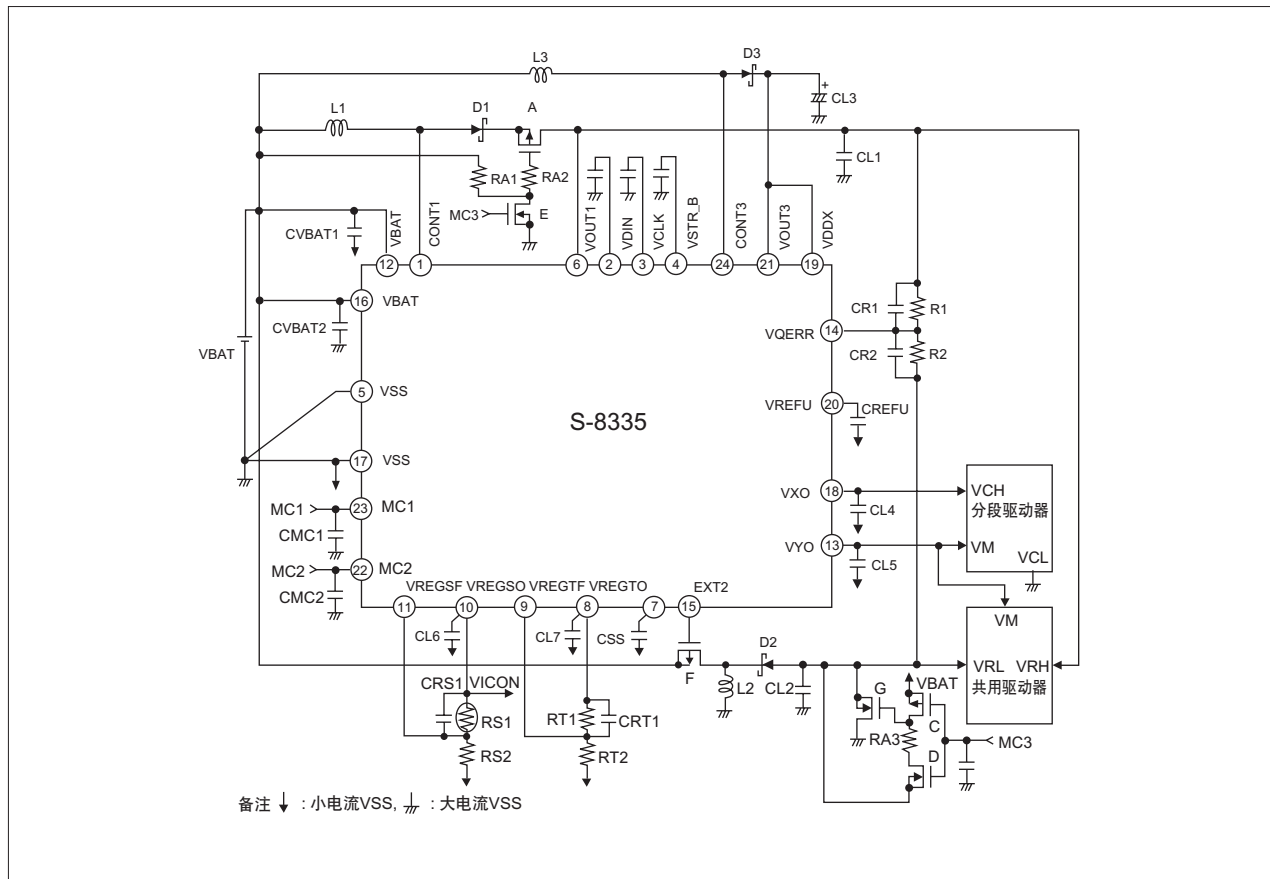 L3
D3
+
CL3
L1
D1
A
CL1
RA1
RA2
MC3
E
CVBAT1
VBAT
CONT1
VOUT1
VDIN
VCLK
VSTR_B
CONT3
VOUT3
VDDX
12
1
6
2
3
4
24
21
19
16
VBAT
CVBAT2
VBAT
CR1
R1
14
VQERR
CR2
R2
5
VSS
VREFU
20
CREFU
S-8335
17
VSS
VXO
18
CL4
VCH
分段驱动器
MC1
23
MC1
CMC1
VYO
13
CL5
VM
VCL
MC2
22
MC2
CMC2
VREGSF
VREGSO
VREGTF
VREGTO
EXT2
11
10
9
8
7
15
CL6
CL7
CSS
VM
VRL
VRH
共用驱动器
F
D2
L2
CL2
G
VBAT
C
CRS1
VICON
RS1
RT1
CRT1
RS2
RT2
RA3
D
MC3
备注 : 小电流VSS, : 大电流VSS